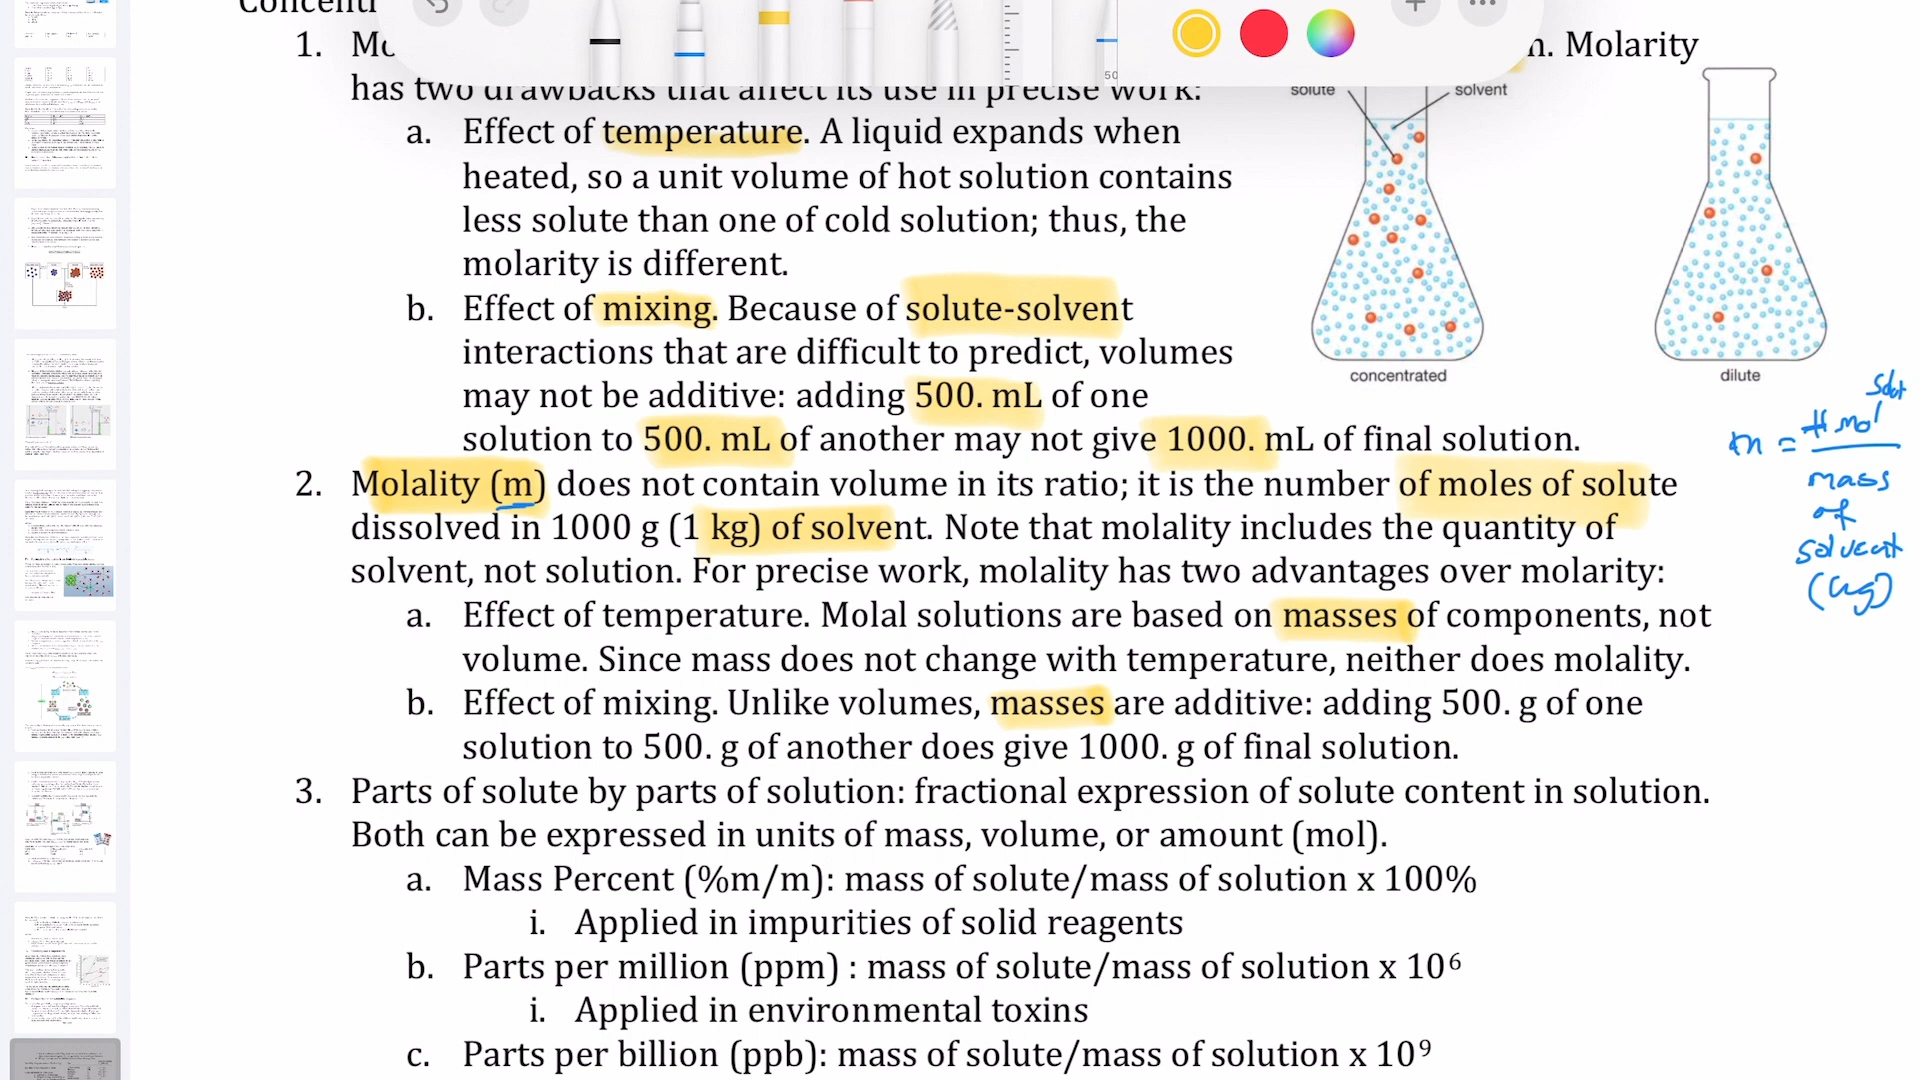 1. Mo
n. Molarity
has two drawbacks that affect its use in precise work:
a. Effect of temperature. A liquid expands when
heated, so a unit volume of hot solution contains
less solute than one of cold solution; thus, the
molarity is different.
b. Effect of mixing. Because of solute-solvent
interactions that are difficult to predict, volumes
may not be additive: adding 500. mL of one
solution to 500. mL of another may not give 1000. mL of final solution.
2. Molality (m) does not contain volume in its ratio; it is the number of moles of solute
dissolved in 1000 g (1 kg) of solvent. Note that molality includes the quantity of
solvent, not solution. For precise work, molality has two advantages over molarity:
a. Effect of temperature. Molal solutions are based on masses of components, not
volume. Since mass does not change with temperature, neither does molality.
b. Effect of mixing. Unlike volumes, masses are additive: adding 500. g of one
solution to 500. g of another does give 1000. g of final solution.
3. Parts of solute by parts of solution: fractional expression of solute content in solution.
Both can be expressed in units of mass, volume, or amount (mol).
a. Mass Percent (%m/m): mass of solute/mass of solution x 100%
i. Applied in impurities of solid reagents
b. Parts per million (ppm) : mass of solute/mass of solution x 10⁶
i. Applied in environmental toxins
c. Parts per billion (ppb): mass of solute/mass of solution x 10⁹
50
solute
solvent
concentrated
dilute
m = # mol
mass
of
solvent
(kg)